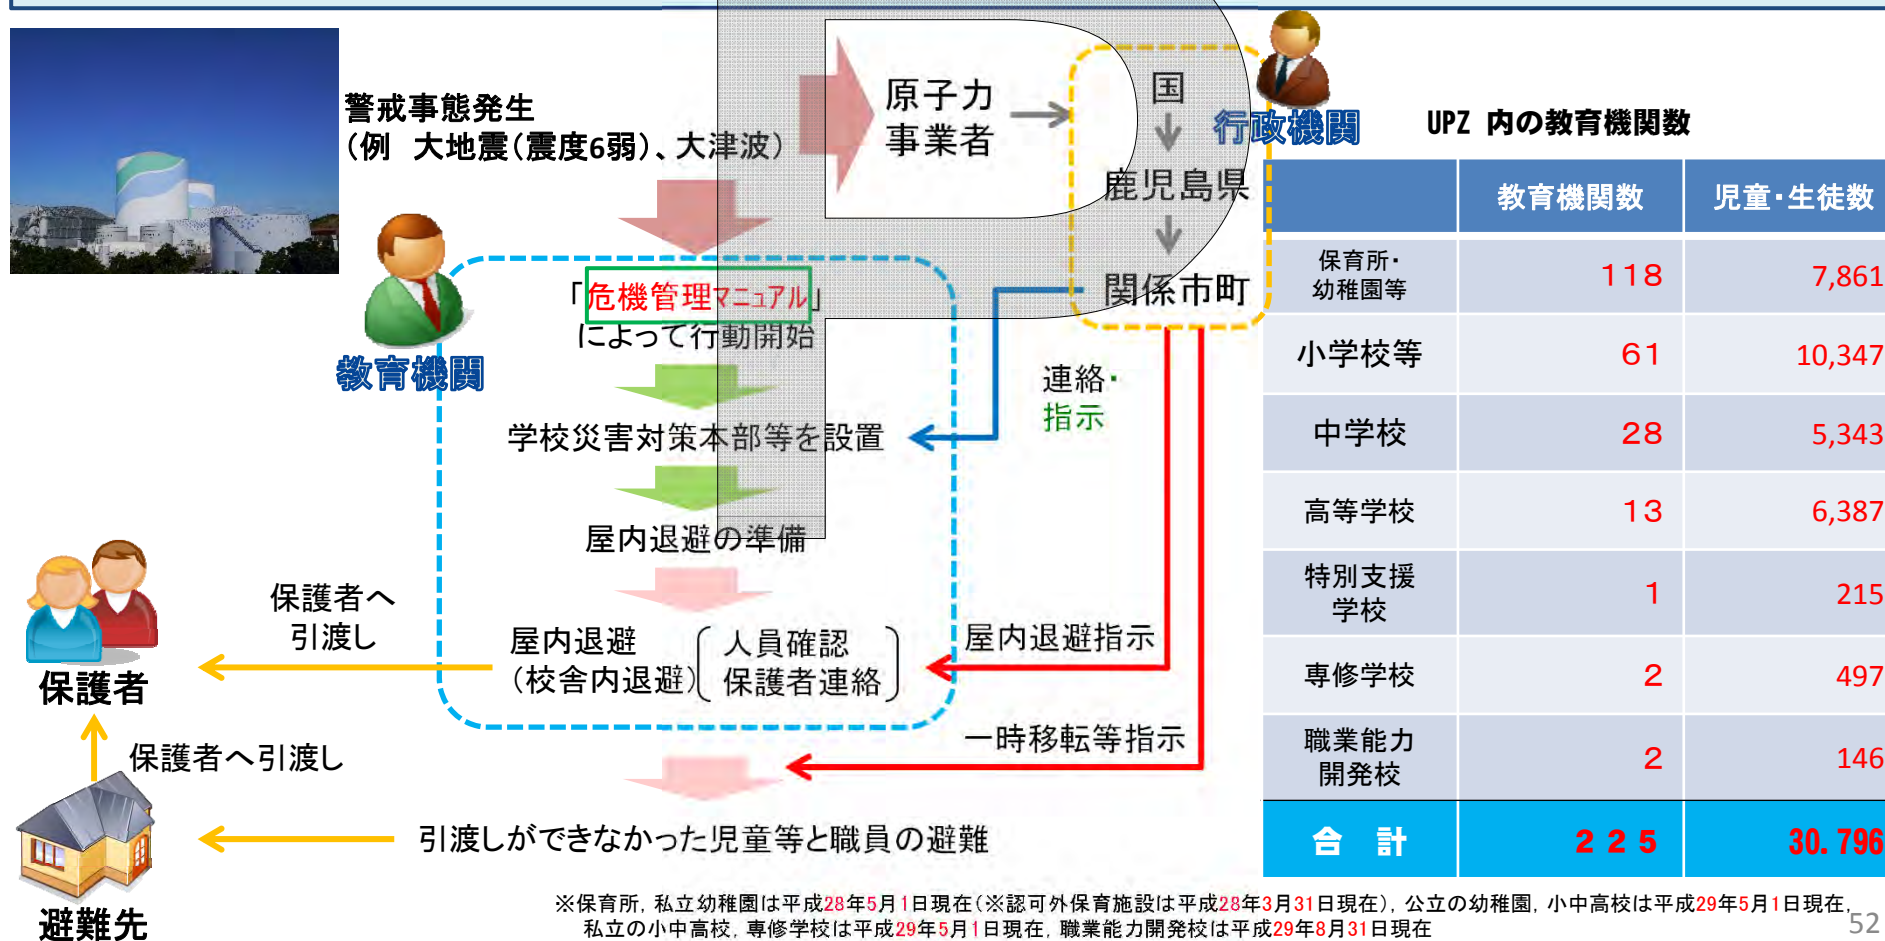 警戒事態発生
(例　大地震(震度6弱)、大津波)
原子力
事業者
国
行政機関
鹿児島県
関係市町
教育機関
「危機管理マニュアル」
によって行動開始
連絡・
指示
学校災害対策本部等を設置
屋内退避の準備
保護者へ
引渡し
屋内退避
(校舎内退避)
人員確認
保護者連絡
屋内退避指示
保護者
一時移転等指示
保護者へ引渡し
引渡しができなかった児童等と職員の避難
避難先
UPZ 内の教育機関数
教育機関数 児童・生徒数
保育所・
幼稚園等 118 7,861
小学校等 61 10,347
中学校 28 5,343
高等学校 13 6,387
特別支援
学校 1 215
専修学校 2 497
職業能力
開発校 2 146
合 計 225 30.796
※保育所,私立幼稚園は平成28年5月1日現在(※認可外保育施設は平成28年3月31日現在),公立の幼稚園,小中高校は平成29年5月1日現在,
私立の小中高校,専修学校は平成29年5月1日現在,職業能力開発校は平成29年8月31日現在
52